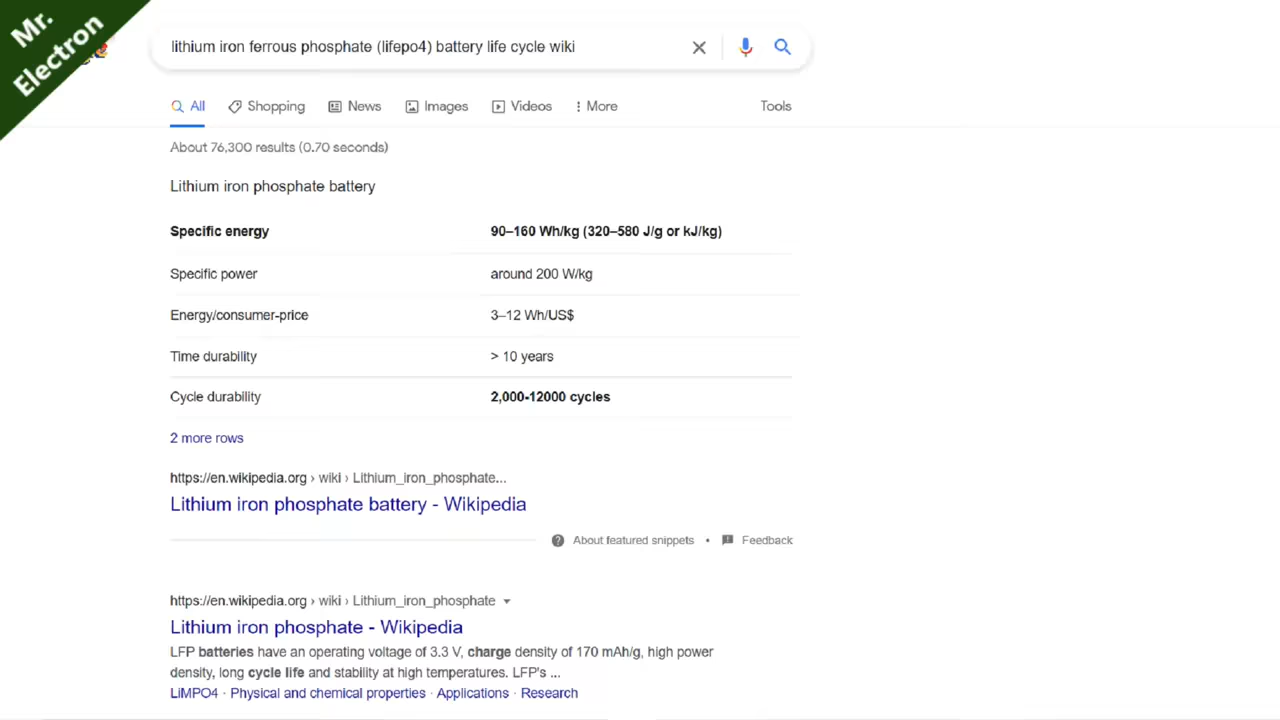 Mr.
Electron
lithium iron ferrous phosphate (lifepo4) battery life cycle wiki
All Shopping News Images Videos More Tools
About 76,300 results (0.70 seconds)
Lithium iron phosphate battery
Specific energy 90–160 Wh/kg (320–580 J/g or kJ/kg)
Specific power around 200 W/kg
Energy/consumer-price 3–12 Wh/US$
Time durability > 10 years
Cycle durability 2,000-12000 cycles
2 more rows
https://en.wikipedia.org › wiki › Lithium_iron_phosphate...
Lithium iron phosphate battery - Wikipedia
About featured snippets • Feedback
https://en.wikipedia.org › wiki › Lithium_iron_phosphate
Lithium iron phosphate - Wikipedia
LFP batteries have an operating voltage of 3.3 V, charge density of 170 mAh/g, high power
density, long cycle life and stability at high temperatures. LFP's ...
LiMPO4 · Physical and chemical properties · Applications · Research